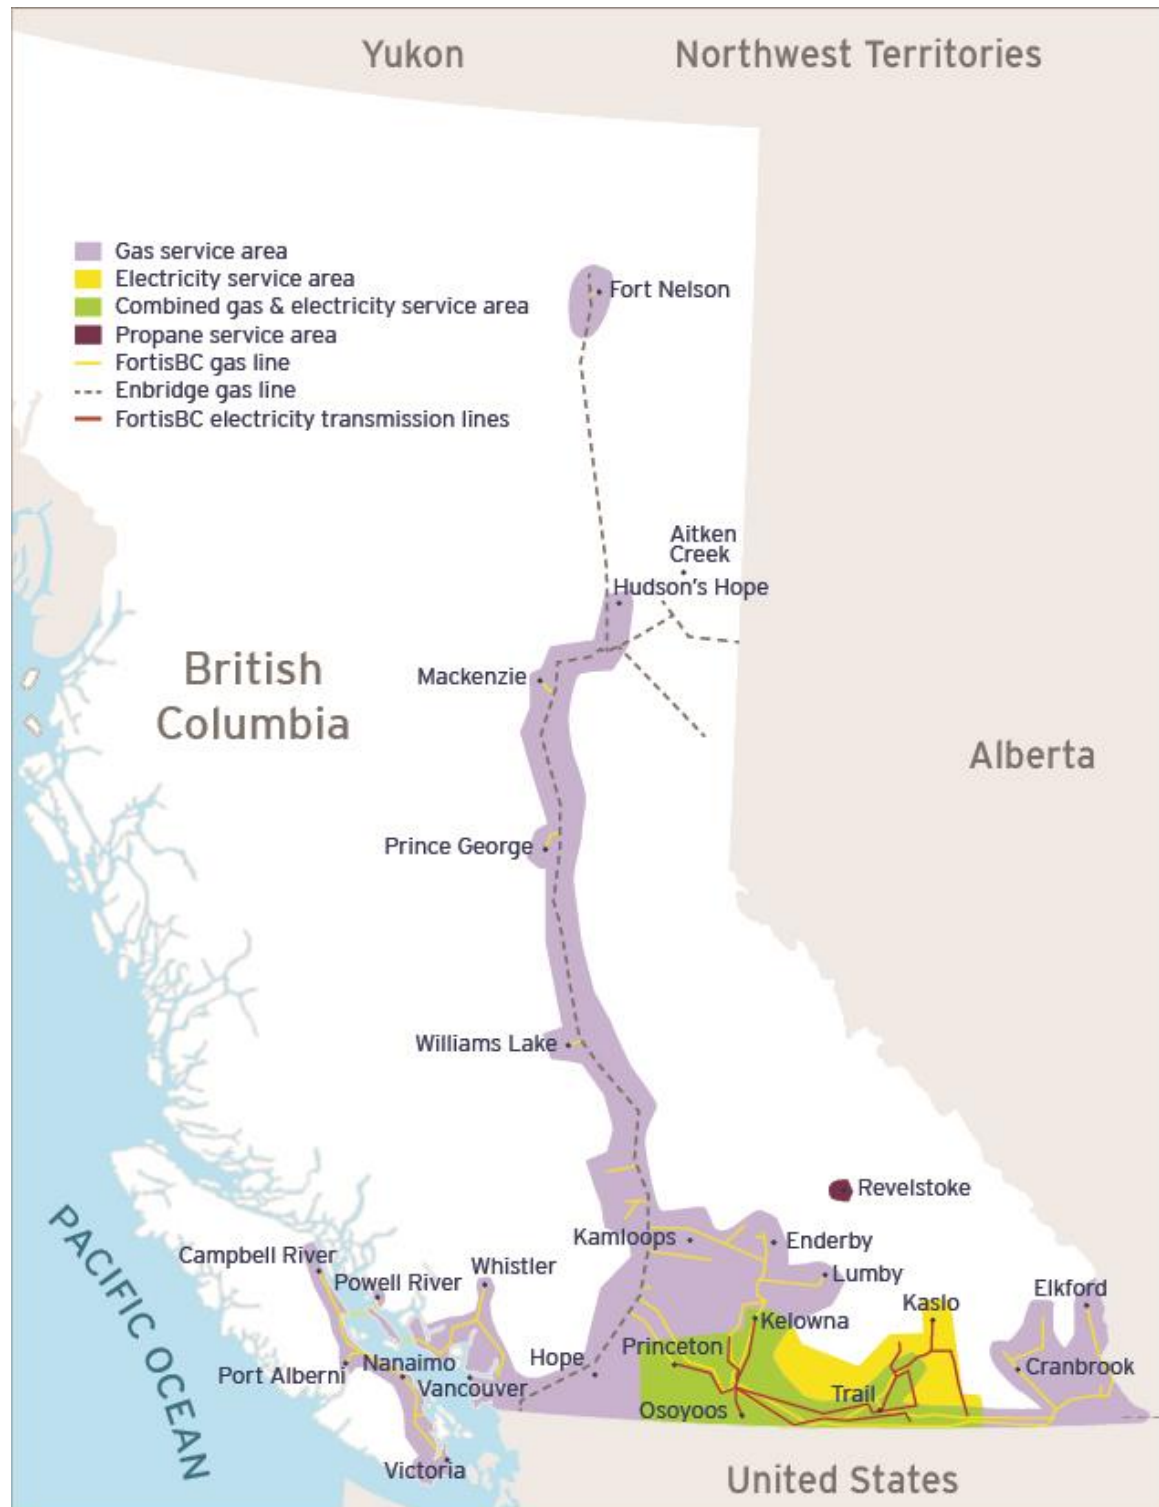 Yukon
Northwest Territories
Gas service area
Electricity service area
Combined gas & electricity service area
Propane service area
FortisBC gas line
Enbridge gas line
FortisBC electricity transmission lines
Fort Nelson
Aitken
Creek
Hudson's Hope
British
Columbia
Mackenzie
Alberta
Prince George
Williams Lake
Revelstoke
PACIFIC OCEAN
Kamloops
Enderby
Campbell River
Powell River
Whistler
Lumby
Elkford
Kaslo
Kelowna
Princeton
Hope
Port Alberni
Nanaimo
Vancouver
Cranbrook
Trail
Osoyoos
Victoria
United States